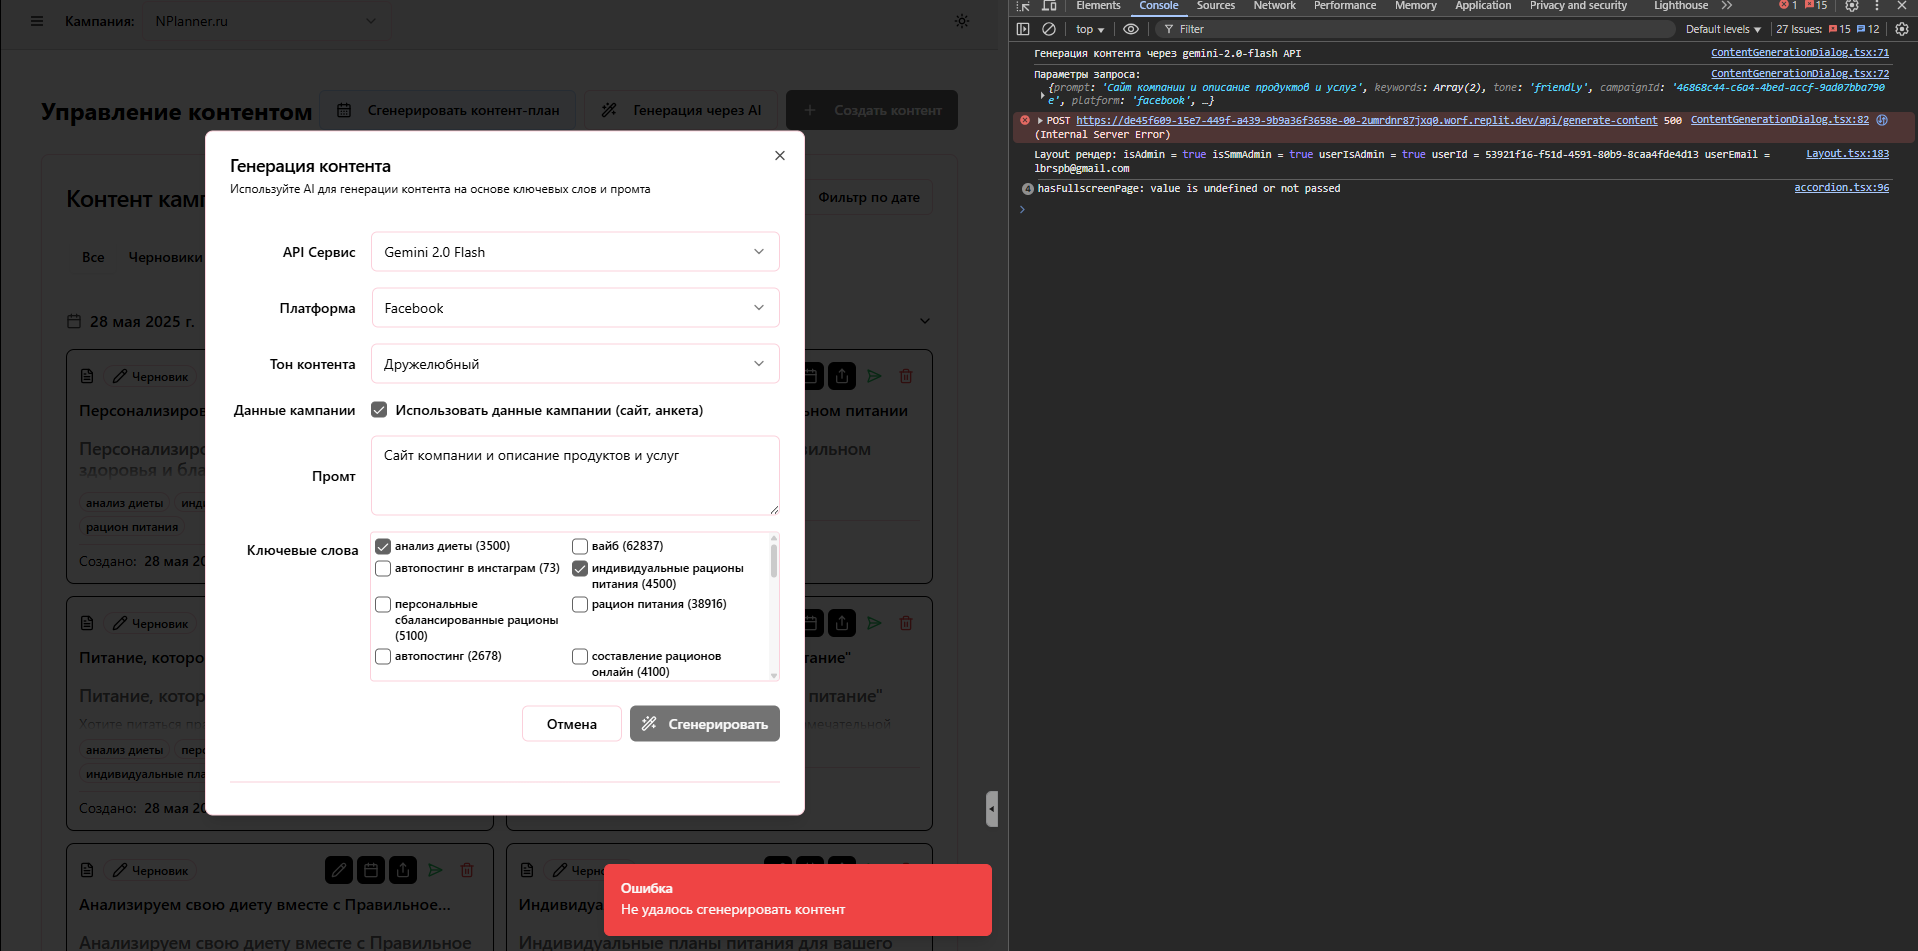 Кампания:
NPlanner.ru
Управление контентом
Сгенерировать контент-план
Генерация через AI
Создать контент
Контент кам
Фильтр по дате
Все
Черновики
28 мая 2025 г.
Черновик
Персонализиров
ьном питании
Персонализиро
ильном
здоровья и бла
анализ диеты
инди
рацион питания
Создано: 28 мая 20
Черновик
Питание, которо
тание"
Питание, котор
питание"
Хотите питаться пра
мечательной
анализ диеты
пер
индивидуальные пла
Создано: 28 мая 20
Черновик
Анализируем свою диету вместе с Правильное...
Анализируем свою диету вместе с Правильное
Черн
Индивидуа
Индивидуальные планы питания для вашего
Генерация контента
Используйте AI для генерации контента на основе ключевых слов и промта
API Сервис
Gemini 2.0 Flash
Платформа
Facebook
Тон контента
Дружелюбный
Данные кампании
Использовать данные кампании (сайт, анкета)
Промт
Сайт компании и описание продуктов и услуг
Ключевые слова
анализ диеты (3500)
вайб (62837)
автопостинг в инстаграм (73)
индивидуальные рационы
питания (4500)
персональные
сбалансированные рационы
(5100)
рацион питания (38916)
автопостинг (2678)
составление рационов
онлайн (4100)
Отмена
Сгенерировать
Ошибка
Не удалось сгенерировать контент
Elements Console Sources Network Performance Memory Application Privacy and security Lighthouse 1 15
top Filter Default levels 27 Issues: 15 12
Генерация контента через gemini-2.0-flash API ContentGenerationDialog.tsx:71
Параметры запроса: ContentGenerationDialog.tsx:72
{prompt: 'Сайт компании и описание продуктов и услуг', keywords: Array(2), tone: 'friendly', campaignId: '46868c44-c6a4-4bed-accf-9ad07bba790
e', platform: 'facebook', …}
POST https://de45f609-15e7-449f-a439-9b9a36f3658e-00-2umrdnr87jxq0.worf.replit.dev/api/generate-content 500 ContentGenerationDialog.tsx:82
(Internal Server Error)
Layout рендер: isAdmin = true isSmmAdmin = true userIsAdmin = true userId = 53921f16-f51d-4591-80b9-8caa4fde4d13 userEmail = Layout.tsx:183
lbrspb@gmail.com
4 hasFullscreenPage: value is undefined or not passed accordion.tsx:96